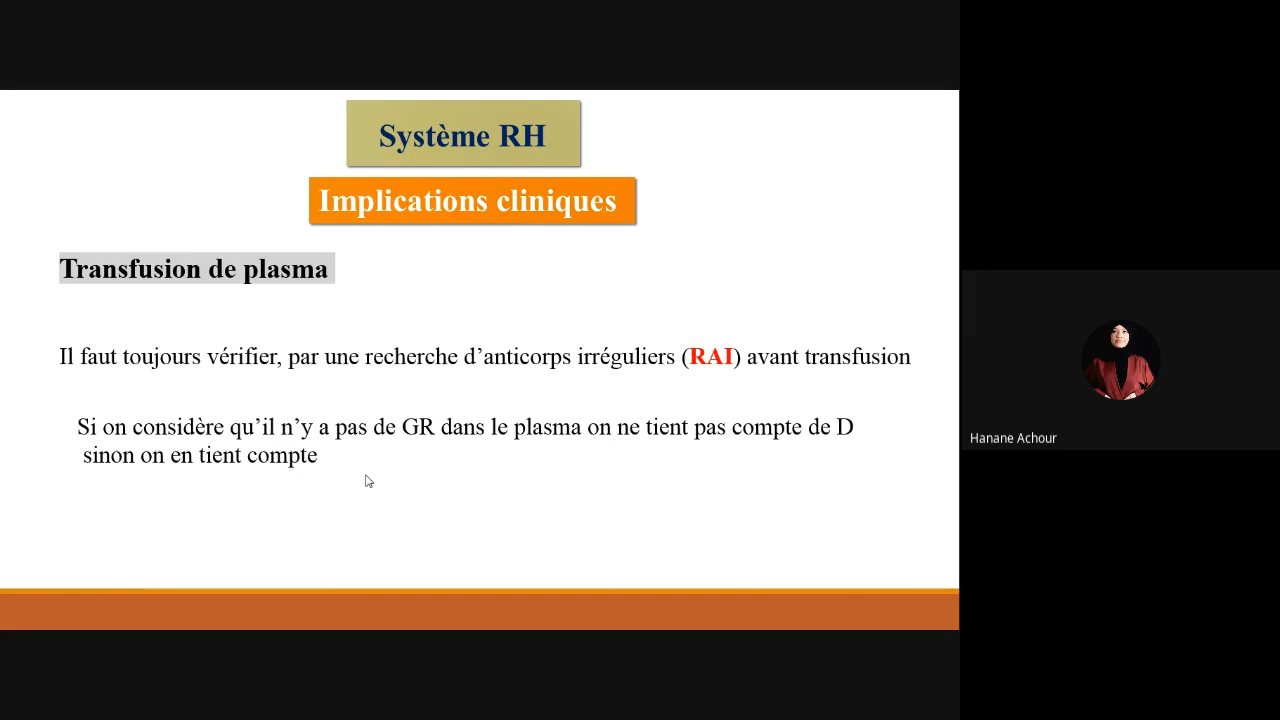 Système RH
Implications cliniques
Transfusion de plasma
Il faut toujours vérifier, par une recherche d’anticorps irréguliers (RAI) avant transfusion
Si on considère qu’il n’y a pas de GR dans le plasma on ne tient pas compte de D
sinon on en tient compte
Hanane Achour